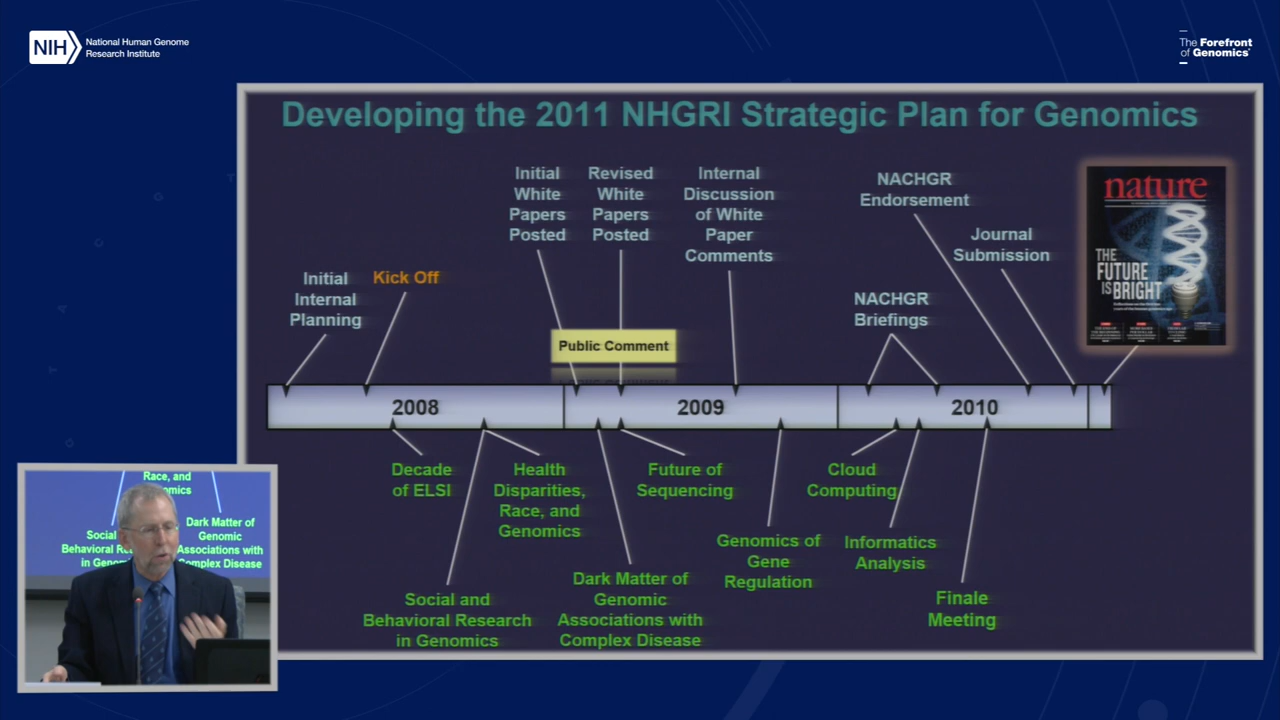 NIH
National Human Genome
Research Institute
The Forefront
of Genomics
Developing the 2011 NHGRI Strategic Plan for Genomics
Initial
White
Papers
Posted
Revised
White
Papers
Posted
Internal
Discussion
of White
Paper
Comments
NACHGR
Endorsement
Journal
Submission
nature
THE
FUTURE
IS
BRIGHT
Initial
Internal
Planning
Kick Off
NACHGR
Briefings
Public Comment
2008
2009
2010
Decade
of ELSI
Health
Disparities,
Race, and
Genomics
Future of
Sequencing
Cloud
Computing
Genomics of
Gene
Regulation
Informatics
Analysis
Social and
Behavioral Research
in Genomics
Dark Matter of
Genomic
Associations with
Complex Disease
Finale
Meeting
Race, and
Social
Behavioral
in
Dark Matter of
Genomic
Associations with
Complex Disease